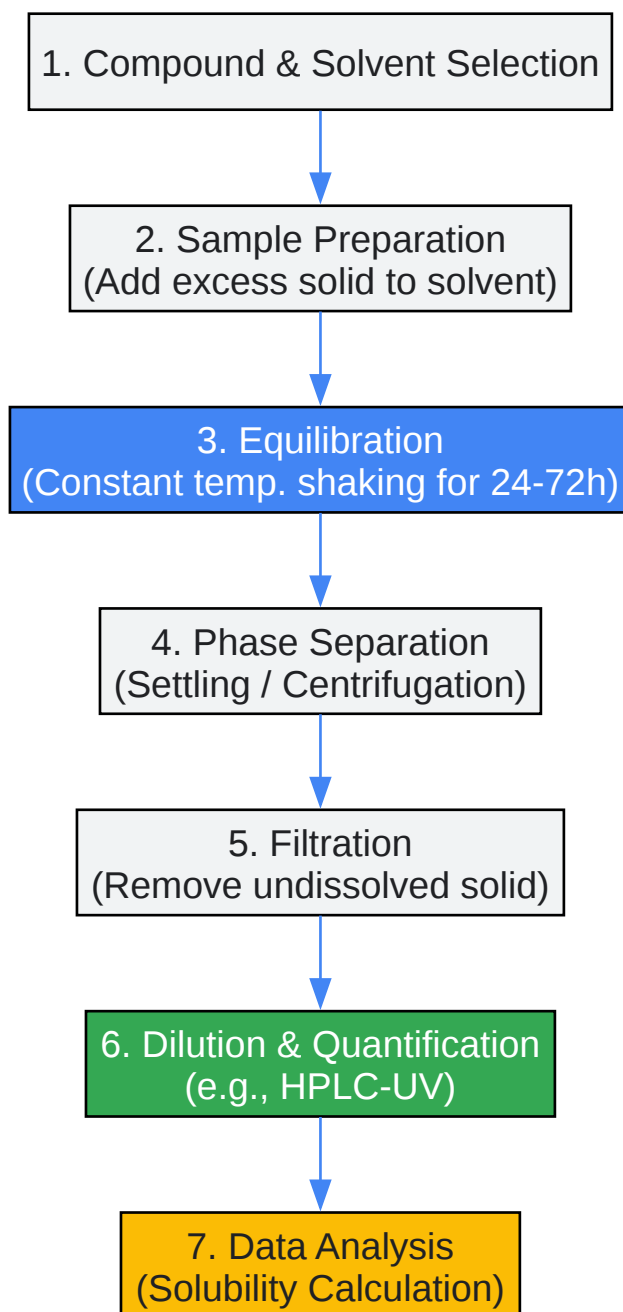 1. Compound & Solvent Selection
2. Sample Preparation
(Add excess solid to solvent)
3. Equilibration
(Constant temp. shaking for 24-72h)
4. Phase Separation
(Settling / Centrifugation)
5. Filtration
(Remove undissolved solid)
6. Dilution & Quantification
(e.g., HPLC-UV)
7. Data Analysis
(Solubility Calculation)